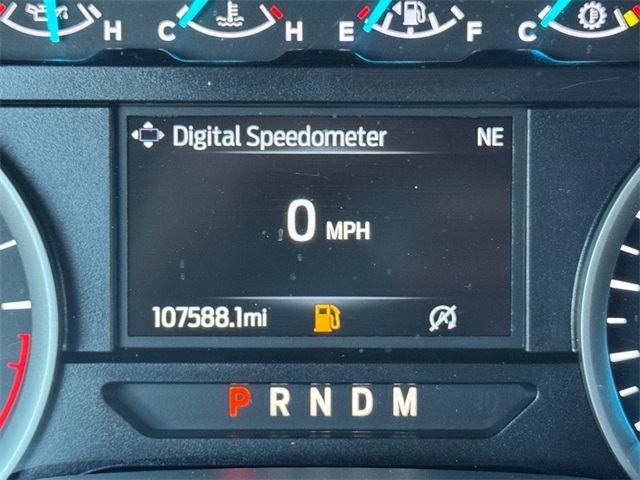 H C H E F C
Digital Speedometer NE
0 MPH
107588.1mi
P R N D M